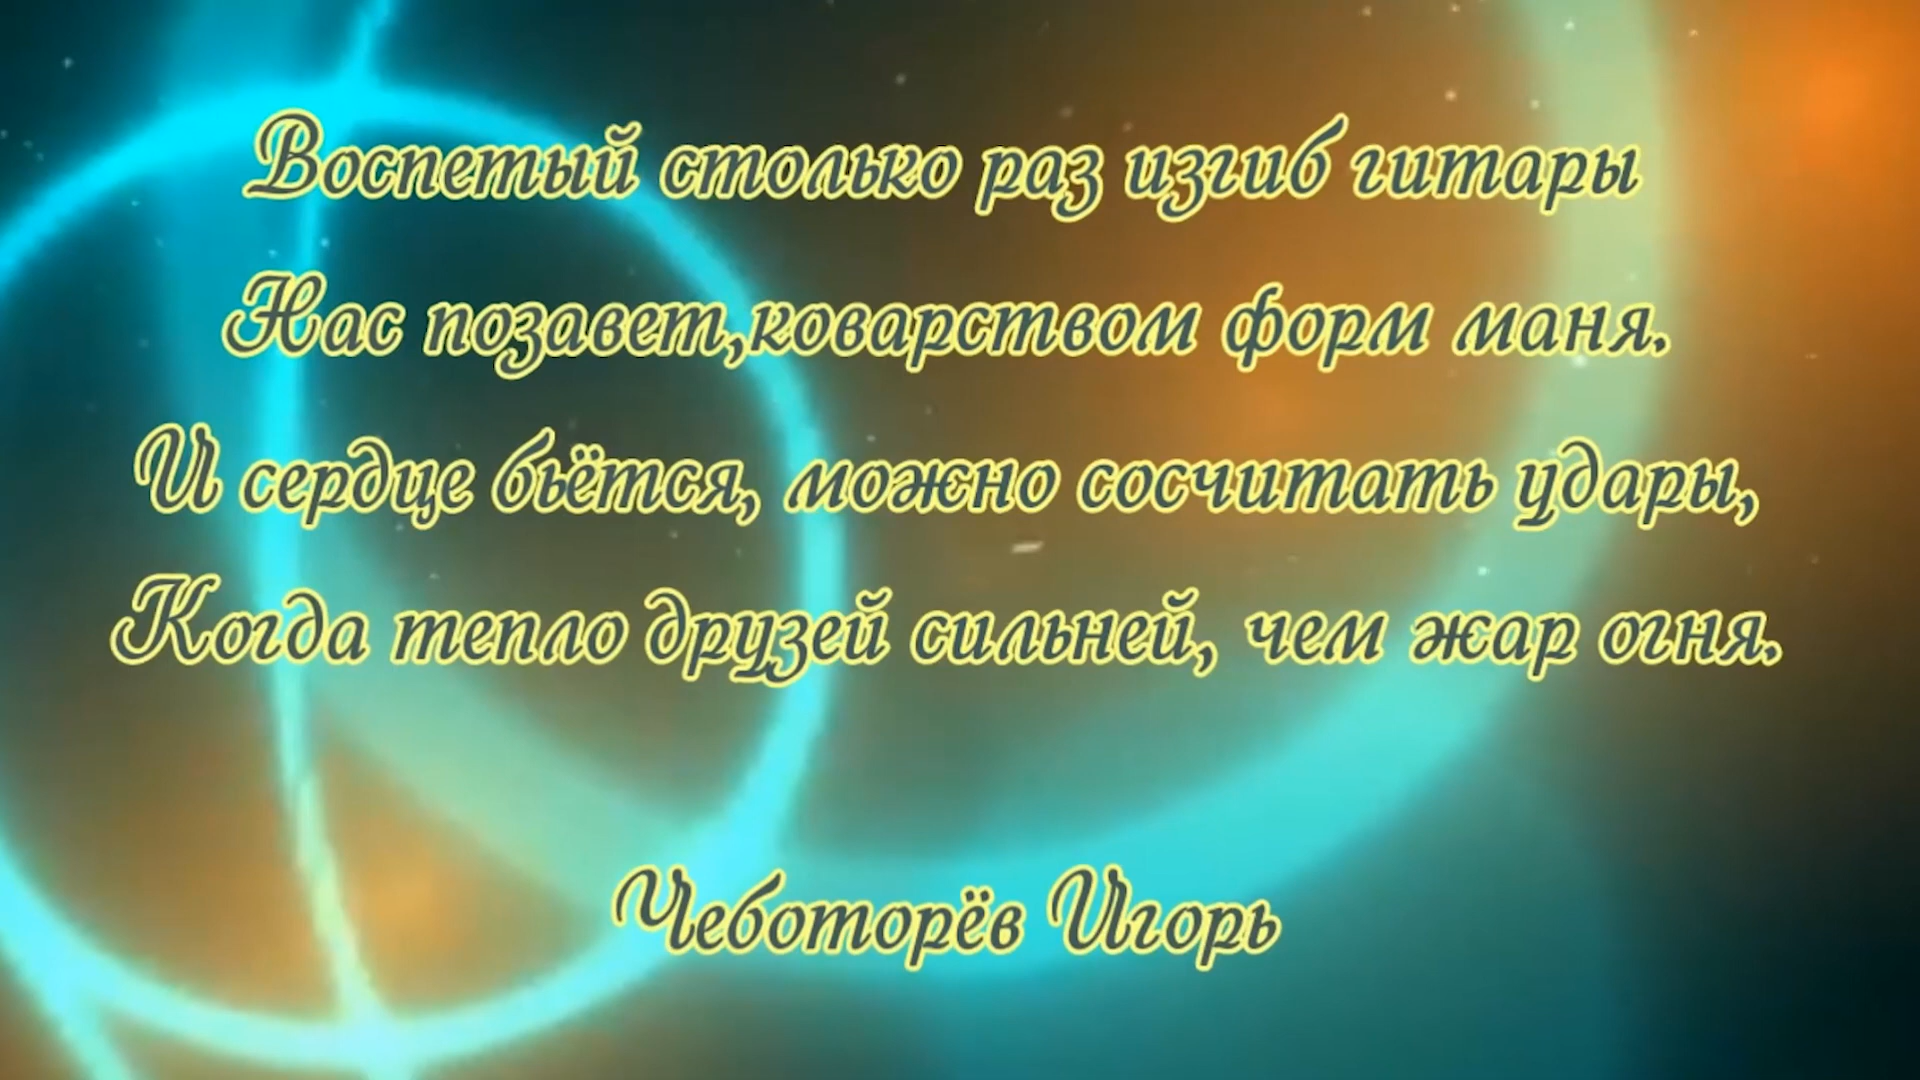 Воспетый столько раз изгиб гитары
Нас позавет,коварством форм маня.
И сердце бьётся, можно сосчитать удары,
Когда тепло друзей сильней, чем жар огня.
Чеботорёв Игорь